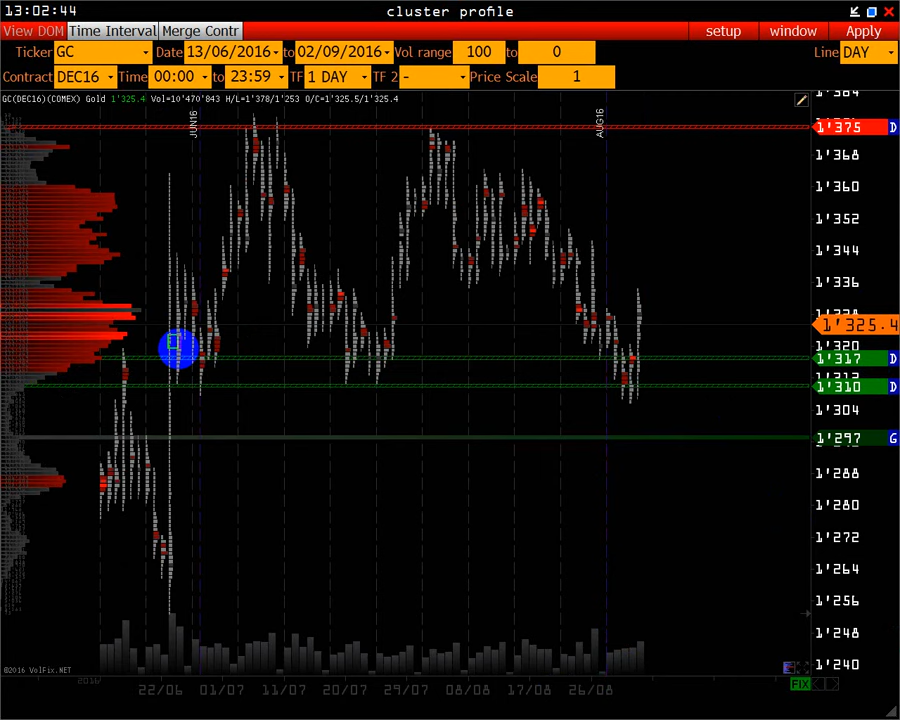 13:02:44 cluster profile
View DOM Time Interval Merge Contr setup window Apply
Ticker GC Date 13/06/2016 to 02/09/2016 Vol range 100 to 0 Line DAY
Contract DEC16 Time 00:00 to 23:59 TF 1 DAY TF 2 - Price Scale 1
GC(DEC16)(COMEX) Gold 1'325.4 Vol=10'470'843 H/L=1'378/1'253 O/C=1'325.5/1'325.4
JUN16
AUG16
1'384
1'375 D
1'368
1'360
1'352
1'344
1'336
1'325.4
1'320
1'317 D
1'310 D
1'304
1'297 G
1'288
1'280
1'272
1'264
1'256
1'248
1'240
©2016 VolFix.NET
2016
FIX
22/06 01/07 11/07 20/07 29/07 08/08 17/08 26/08